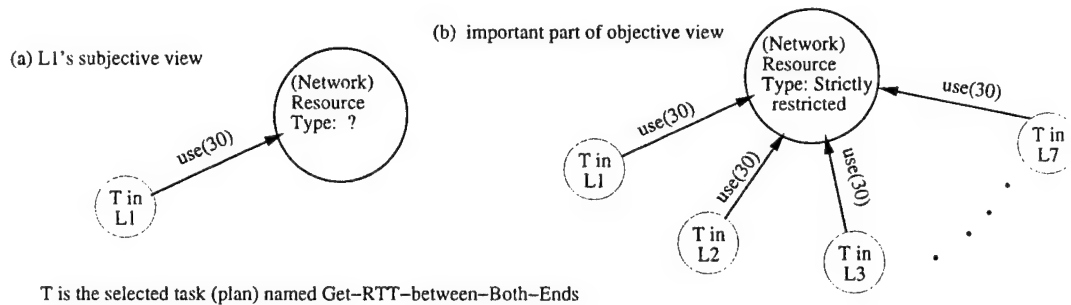 (a) L1's subjective view
(Network)
Resource
Type: ?
use(30)
T in
L1
(b) important part of objective view
(Network)
Resource
Type: Strictly
restricted
use(30)
use(30)
use(30)
use(30)
T in
L1
T in
L2
T in
L3
T in
L7
T is the selected task (plan) named Get-RTT-between-Both-Ends